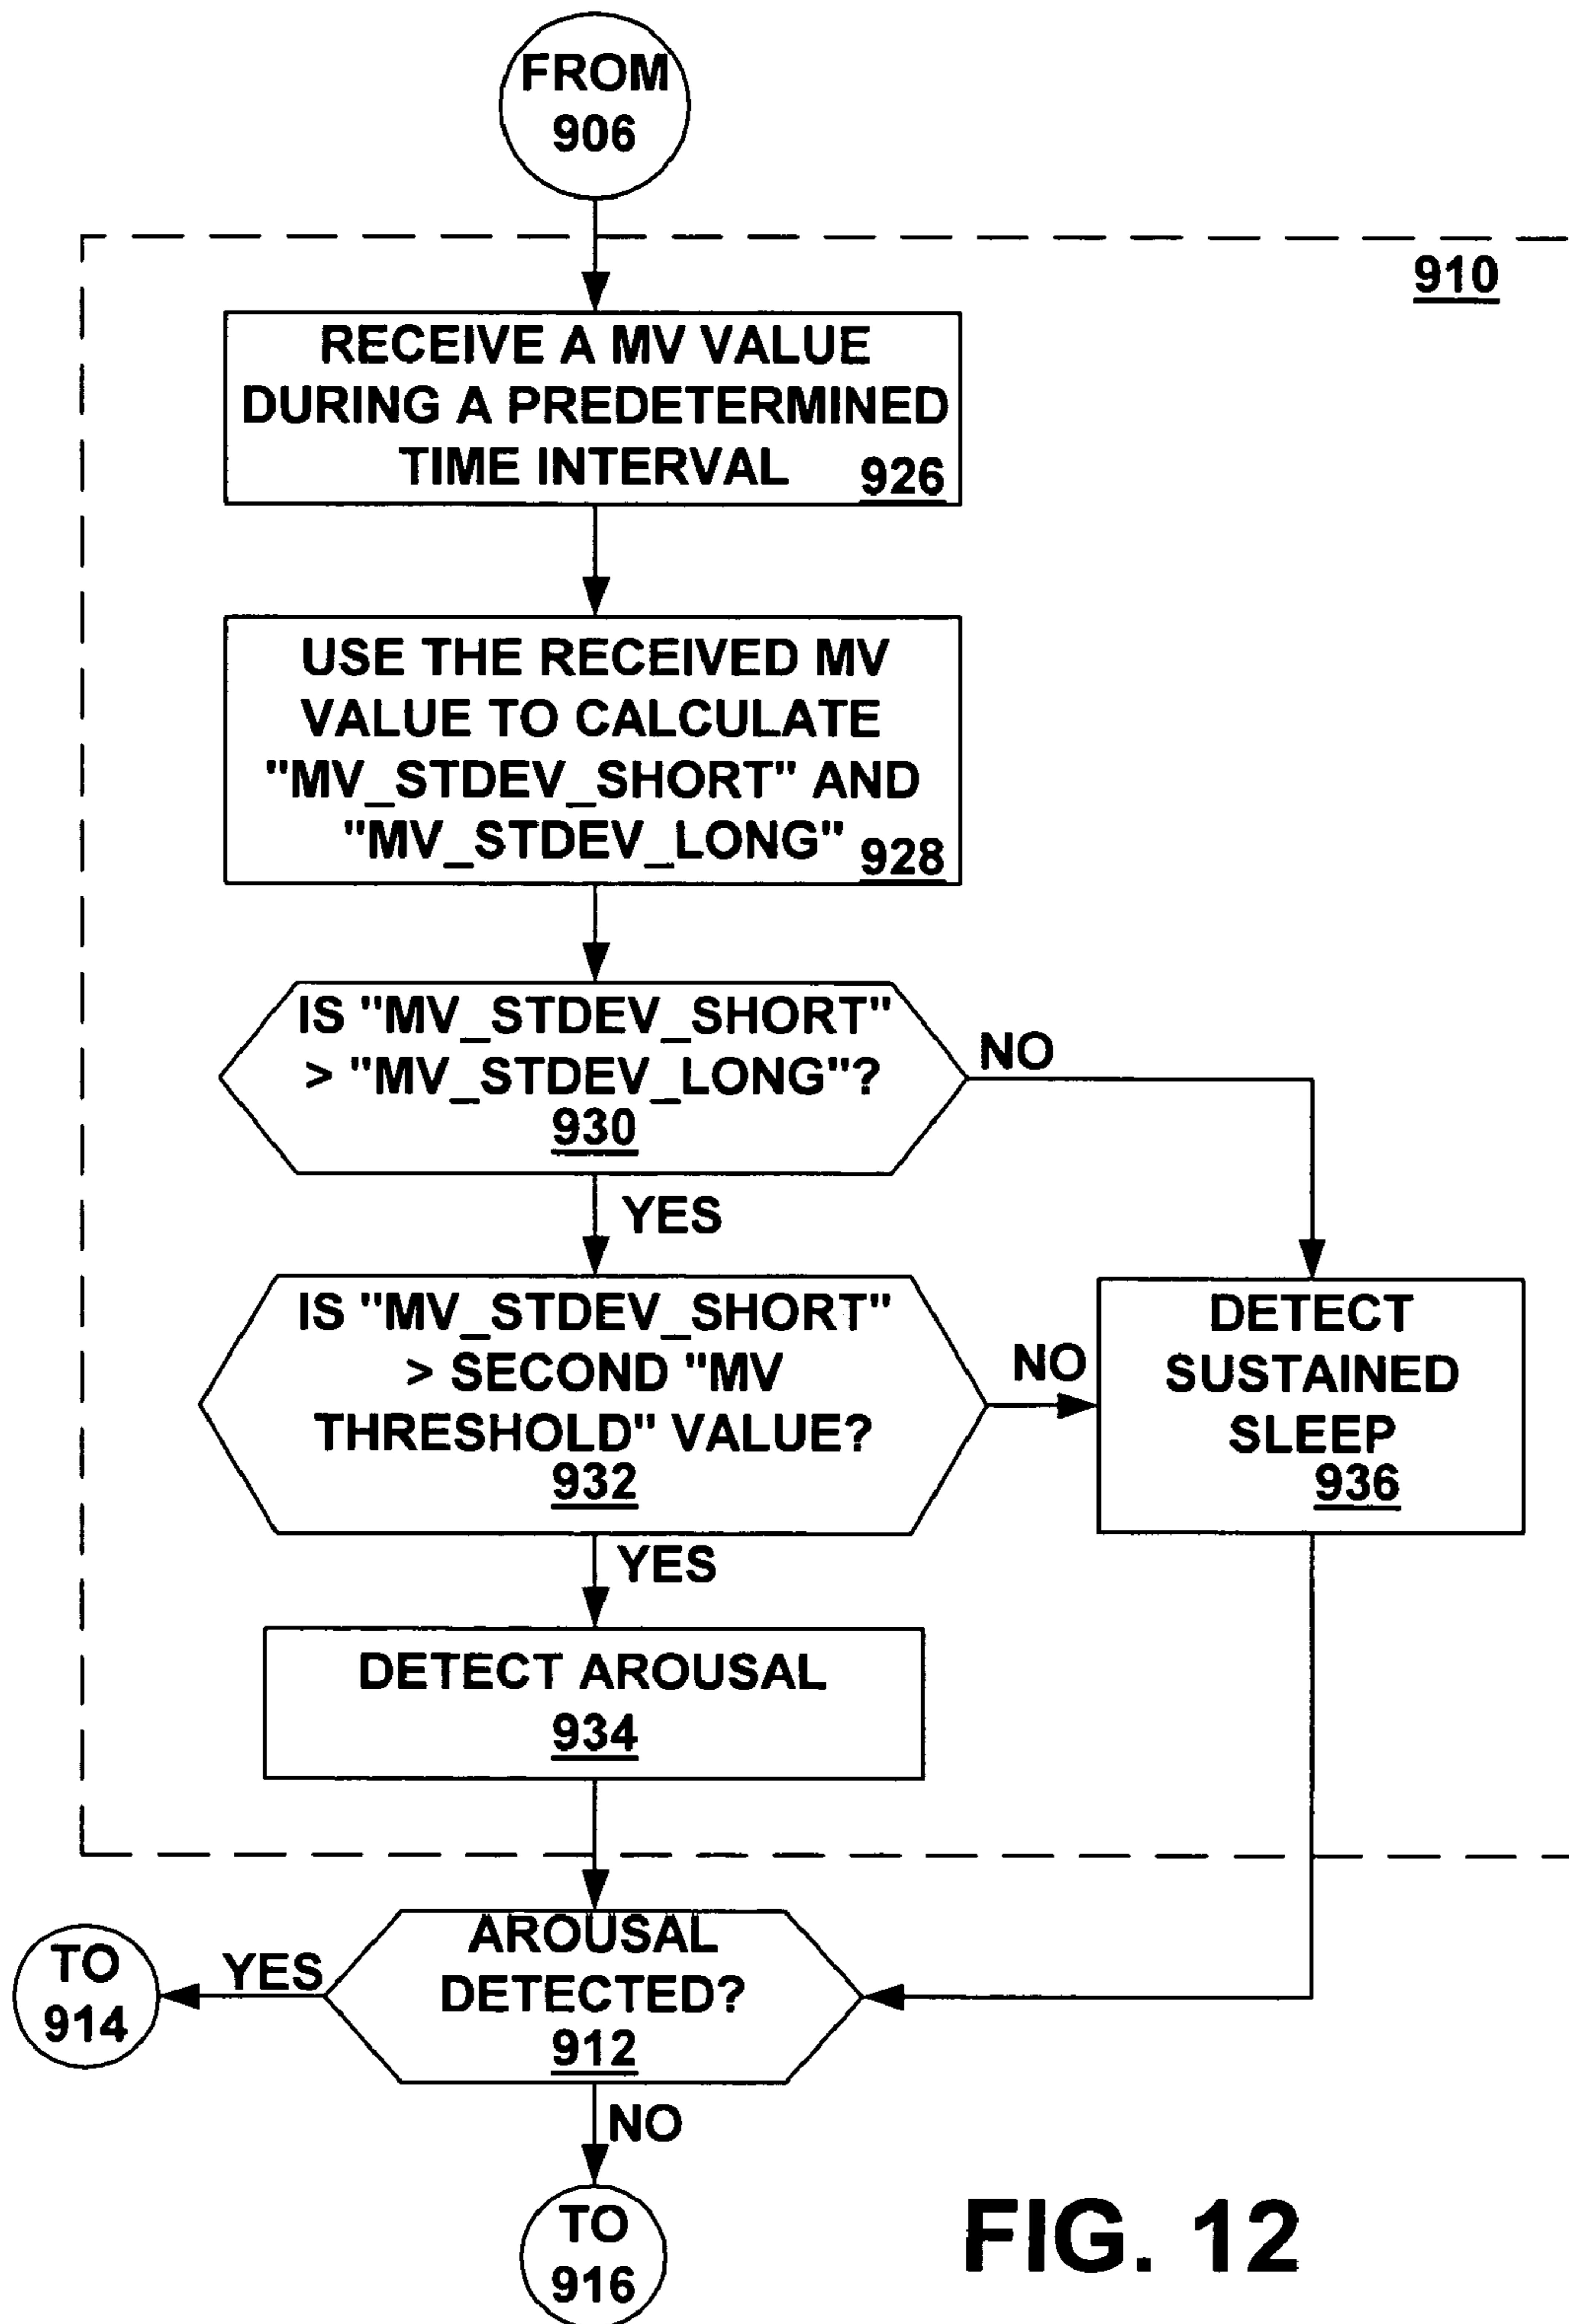 FROM
906
910
RECEIVE A MV VALUE
DURING A PREDETERMINED
TIME INTERVAL 926
USE THE RECEIVED MV
VALUE TO CALCULATE
"MV_STDEV_SHORT" AND
"MV_STDEV_LONG" 928
IS "MV_STDEV_SHORT"
> "MV_STDEV_LONG"?
930
NO
YES
IS "MV_STDEV_SHORT"
> SECOND "MV
THRESHOLD" VALUE?
932
NO
DETECT
SUSTAINED
SLEEP
936
YES
DETECT AROUSAL
934
AROUSAL
DETECTED?
912
YES
TO
914
NO
TO
916
FIG. 12